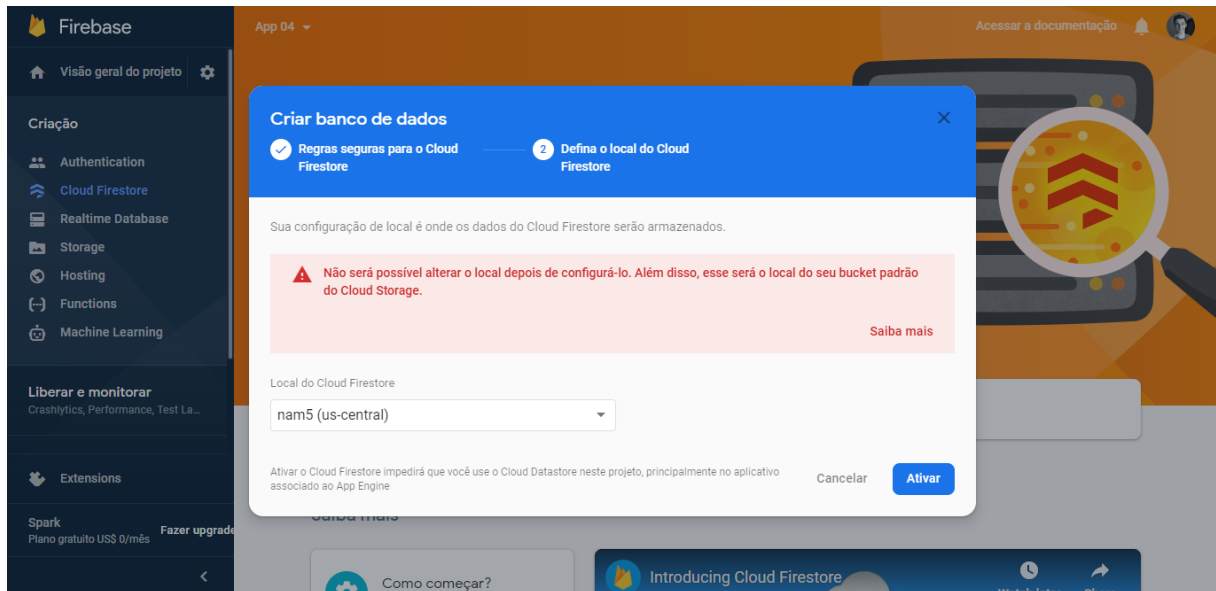 Firebase
Visão geral do projeto
Criação
Authentication
Cloud Firestore
Realtime Database
Storage
Hosting
Functions
Machine Learning
Liberar e monitorar
Crashlytics, Performance, Test La...
Extensions
Spark
Plano gratuito US$ 0/mês
Fazer upgrade
App 04
Acessar a documentação
Criar banco de dados
Regras seguras para o Cloud
Firestore
2
Defina o local do Cloud
Firestore
Sua configuração de local é onde os dados do Cloud Firestore serão armazenados.
Não será possível alterar o local depois de configurá-lo. Além disso, esse será o local do seu bucket padrão
do Cloud Storage.
Saiba mais
Local do Cloud Firestore
nam5 (us-central)
Ativar o Cloud Firestore impedirá que você use o Cloud Datastore neste projeto, principalmente no aplicativo
associado ao App Engine
Cancelar
Ativar
Saiba mais
Como começar?
Introducing Cloud Firestore